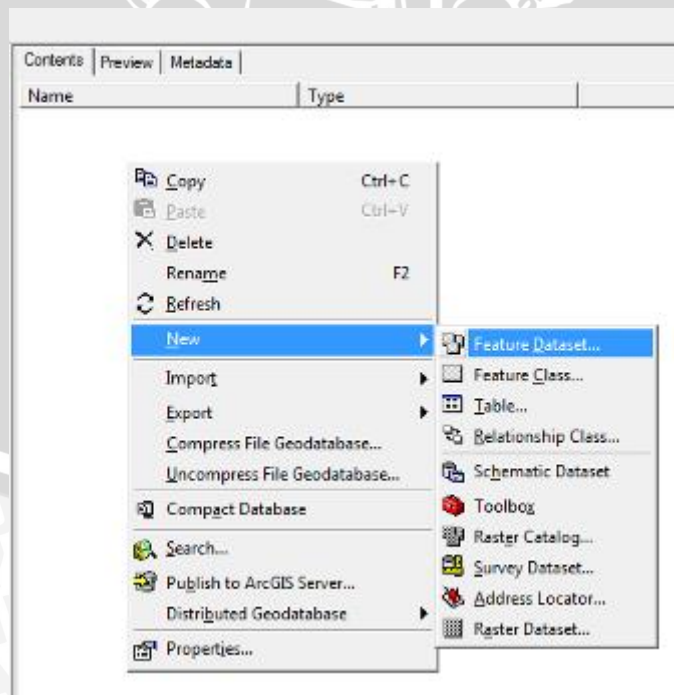 Contents Preview Metadata
Name Type
Copy Ctrl+C
Paste Ctrl+V
Delete
Rename F2
Refresh
New
Import
Export
Compress File Geodatabase...
Uncompress File Geodatabase...
Compact Database
Search...
Publish to ArcGIS Server...
Distributed Geodatabase
Properties...
Feature Dataset...
Feature Class...
Table...
Relationship Class...
Schematic Dataset
Toolbox
Raster Catalog...
Survey Dataset...
Address Locator...
Raster Dataset...